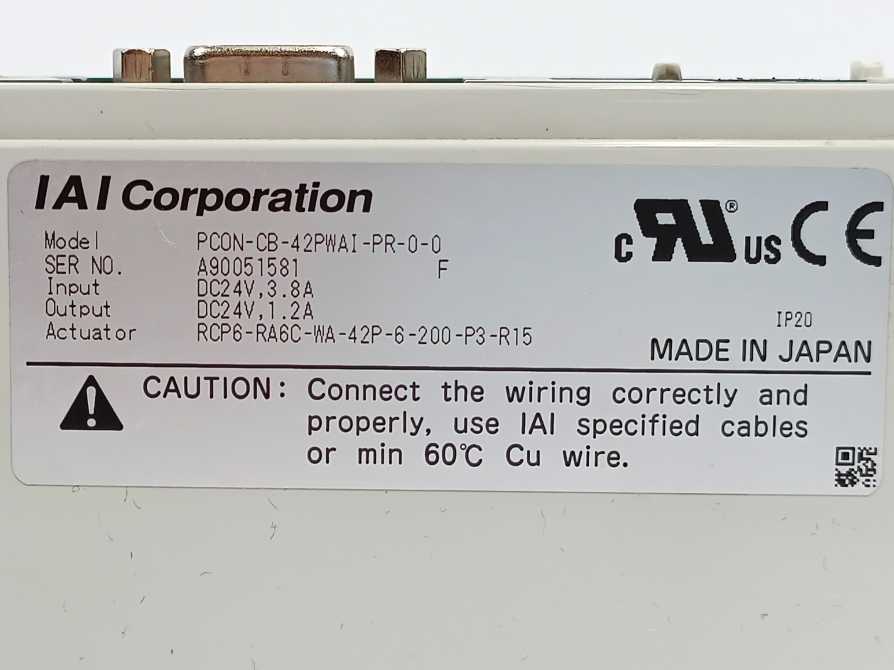 IAI Corporation
Model PCON-CB-42PWAI-PR-0-0
SER NO. A90051581 F
Input DC24V,3.8A
Output DC24V,1.2A
Actuator RCP6-RA6C-WA-42P-6-200-P3-R15
c RU® US CE
IP20
MADE IN JAPAN
CAUTION: Connect the wiring correctly and
properly, use IAI specified cables
or min 60℃ Cu wire.